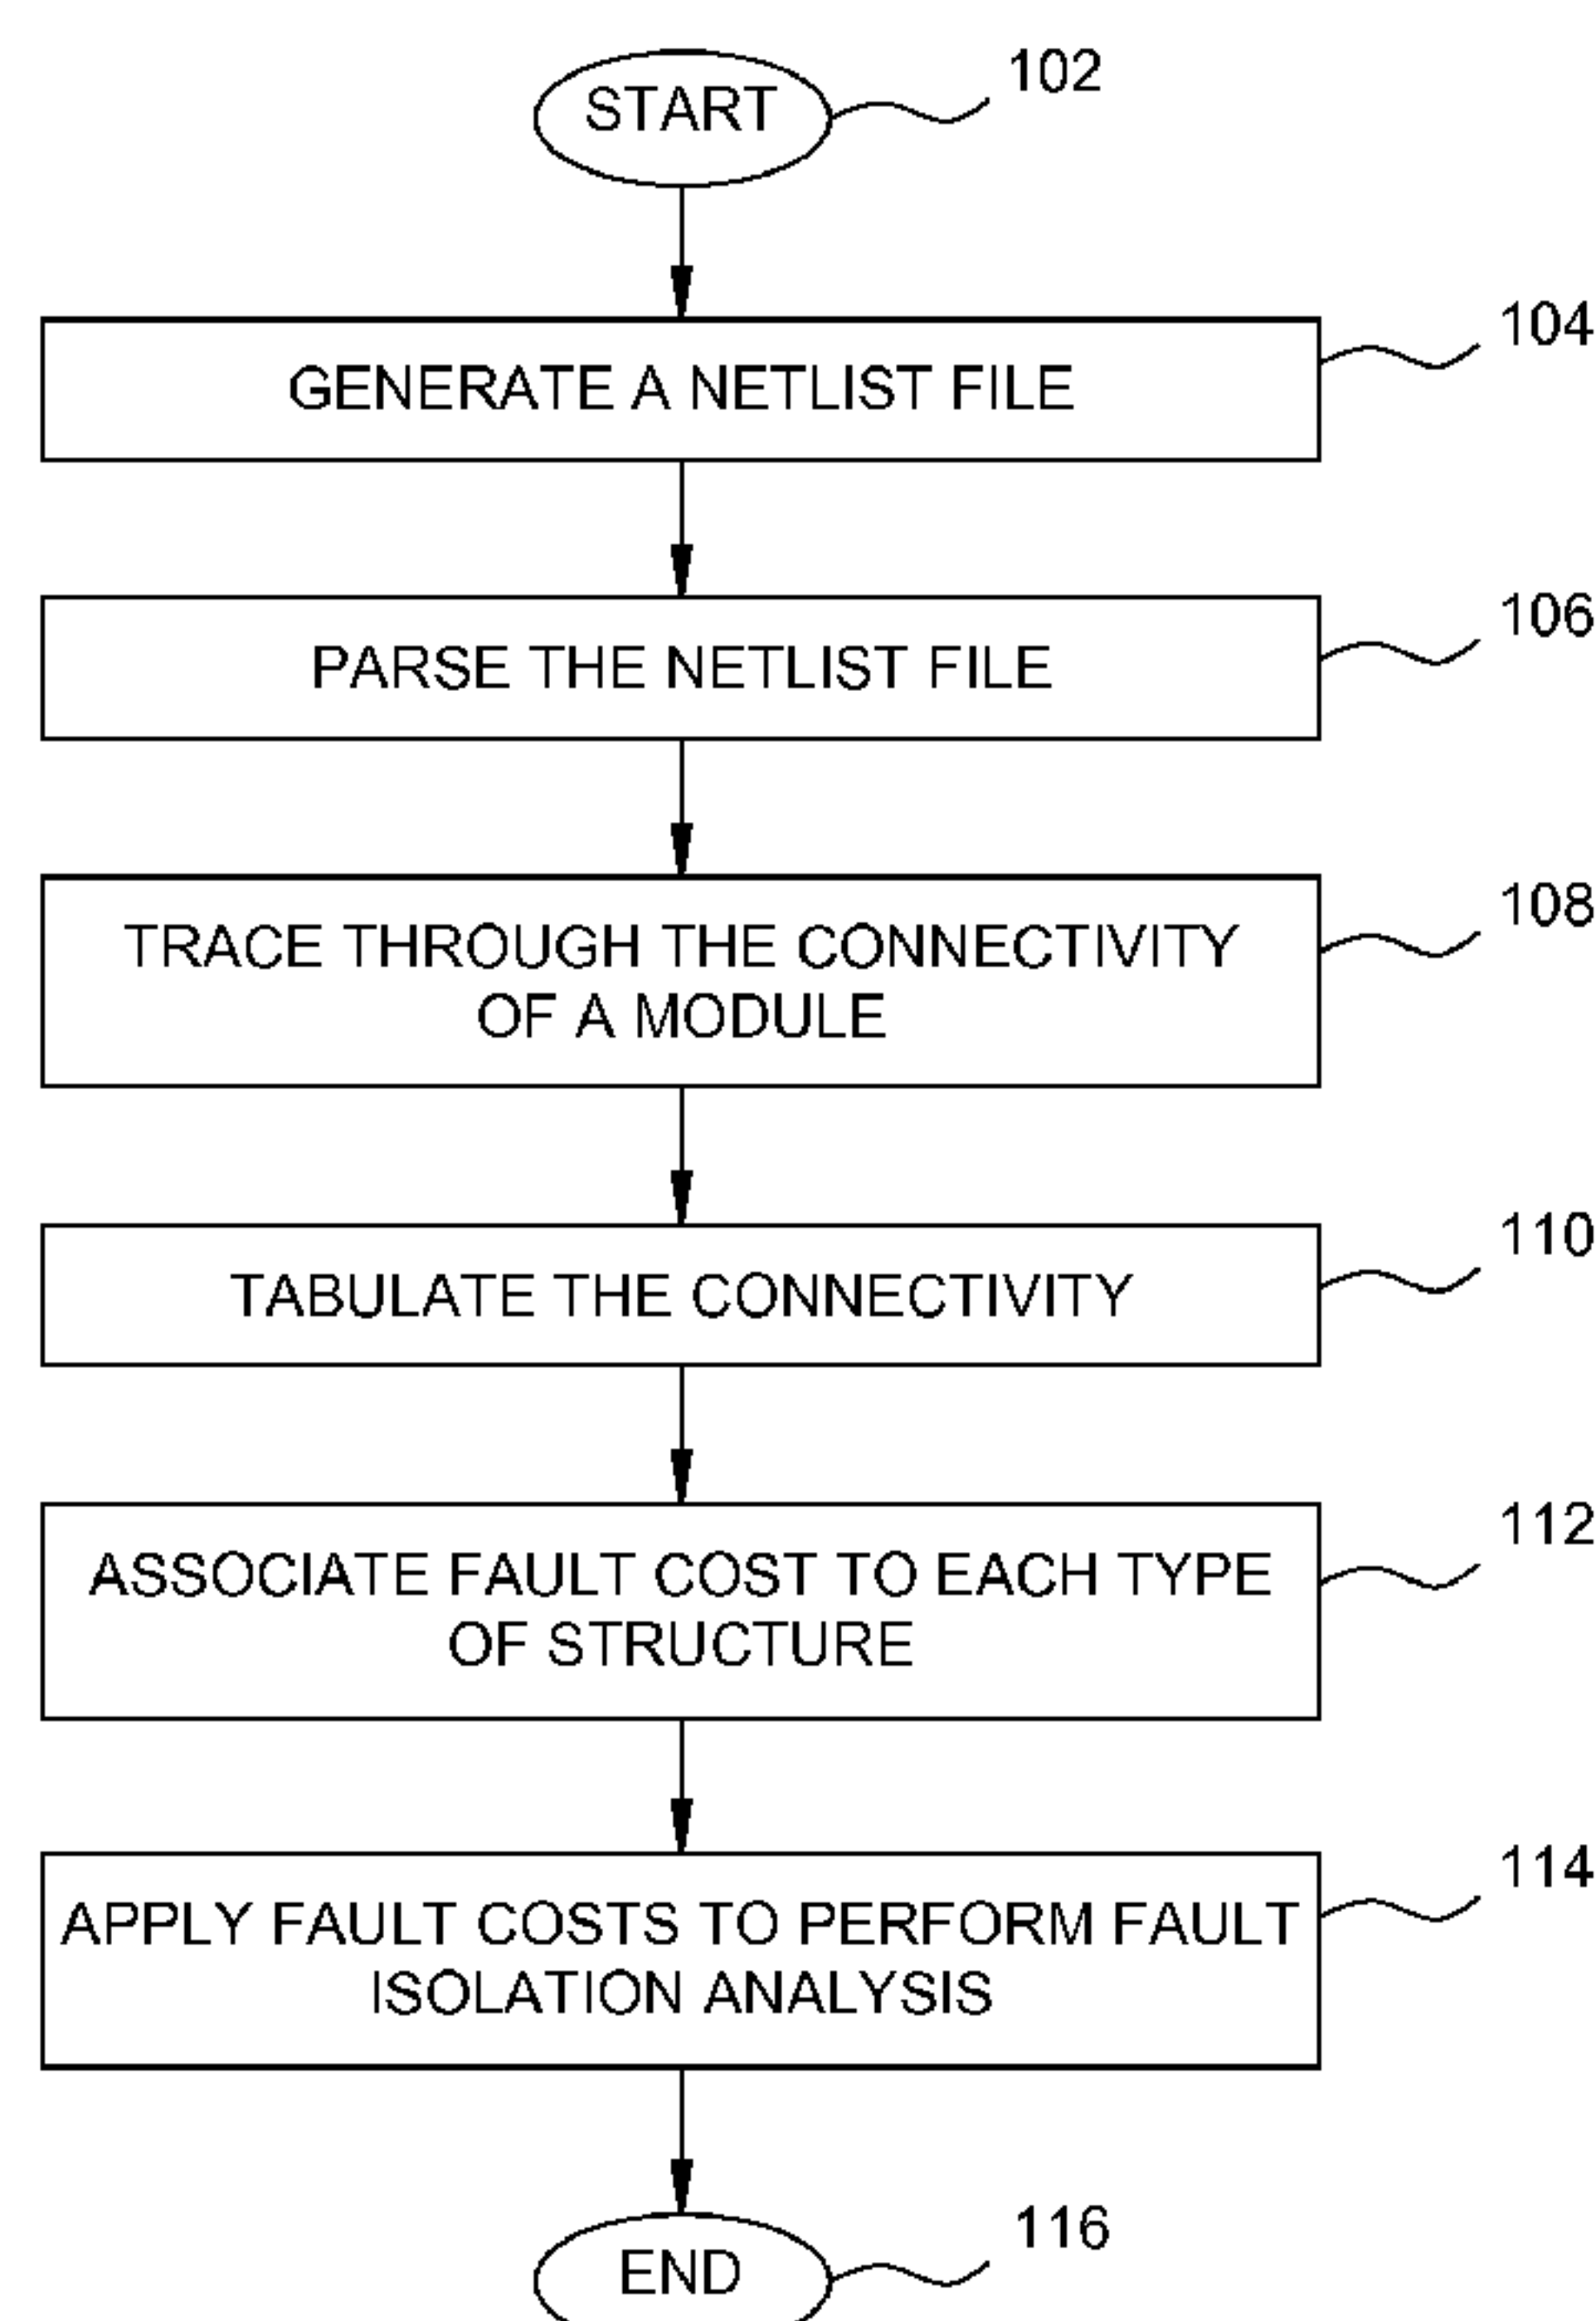 START
102
GENERATE A NETLIST FILE
104
PARSE THE NETLIST FILE
106
TRACE THROUGH THE CONNECTIVITY
OF A MODULE
108
TABULATE THE CONNECTIVITY
110
ASSOCIATE FAULT COST TO EACH TYPE
OF STRUCTURE
112
APPLY FAULT COSTS TO PERFORM FAULT
ISOLATION ANALYSIS
114
END
116